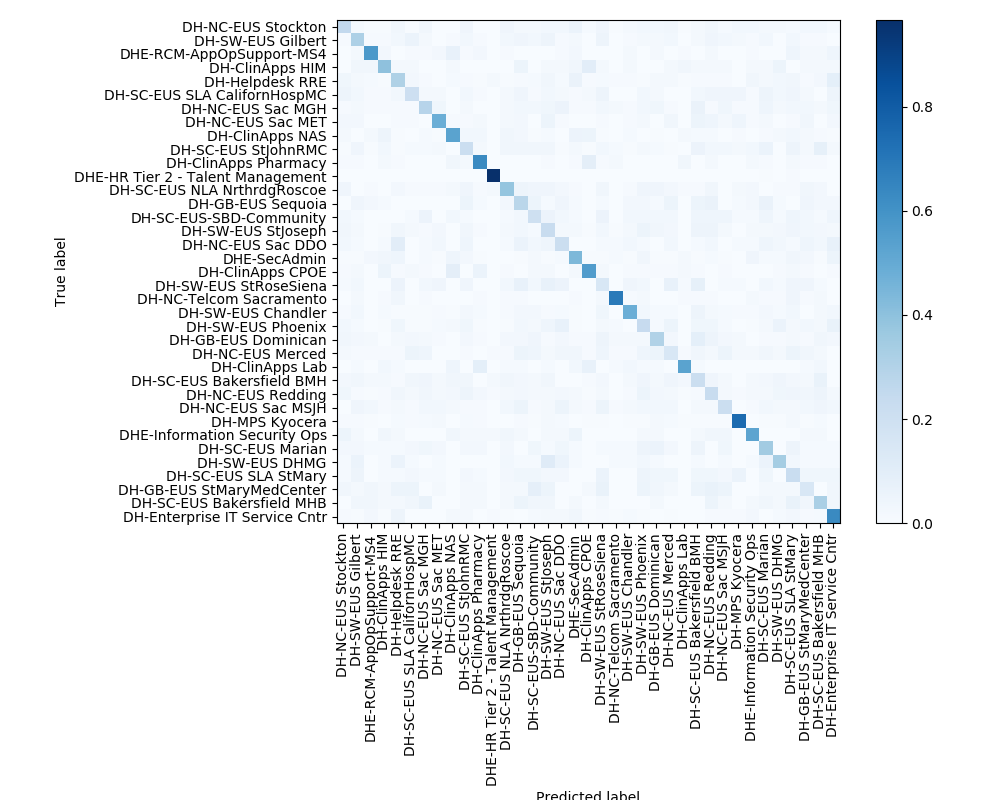 DH-NC-EUS Stockton
DH-SW-EUS Gilbert
DHE-RCM-AppOpSupport-MS4
DH-ClinApps HIM
DH-Helpdesk RRE
DH-SC-EUS SLA CalifornHospMC
DH-NC-EUS Sac MGH
DH-NC-EUS Sac MET
DH-ClinApps NAS
DH-SC-EUS StJohnRMC
DH-ClinApps Pharmacy
DHE-HR Tier 2 - Talent Management
DH-SC-EUS NLA NrthrdgRoscoe
DH-GB-EUS Sequoia
DH-SC-EUS-SBD-Community
DH-SW-EUS StJoseph
DH-NC-EUS Sac DDO
DHE-SecAdmin
DH-ClinApps CPOE
DH-SW-EUS StRoseSiena
DH-NC-Telcom Sacramento
DH-SW-EUS Chandler
DH-SW-EUS Phoenix
DH-GB-EUS Dominican
DH-NC-EUS Merced
DH-ClinApps Lab
DH-SC-EUS Bakersfield BMH
DH-NC-EUS Redding
DH-NC-EUS Sac MSJH
DH-MPS Kyocera
DHE-Information Security Ops
DH-SC-EUS Marian
DH-SW-EUS DHMG
DH-SC-EUS SLA StMary
DH-GB-EUS StMaryMedCenter
DH-SC-EUS Bakersfield MHB
DH-Enterprise IT Service Cntr
True label
0.8
0.6
0.4
0.2
0.0
DH-NC-EUS Stockton
DH-SW-EUS Gilbert
DHE-RCM-AppOpSupport-MS4
DH-ClinApps HIM
DH-Helpdesk RRE
DH-SC-EUS SLA CalifornHospMC
DH-NC-EUS Sac MGH
DH-NC-EUS Sac MET
DH-ClinApps NAS
DH-SC-EUS StJohnRMC
DH-ClinApps Pharmacy
DHE-HR Tier 2 - Talent Management
DH-SC-EUS NLA NrthrdgRoscoe
DH-GB-EUS Sequoia
DH-SC-EUS-SBD-Community
DH-SW-EUS StJoseph
DH-NC-EUS Sac DDO
DHE-SecAdmin
DH-ClinApps CPOE
DH-SW-EUS StRoseSiena
DH-NC-Telcom Sacramento
DH-SW-EUS Chandler
DH-SW-EUS Phoenix
DH-GB-EUS Dominican
DH-NC-EUS Merced
DH-ClinApps Lab
DH-SC-EUS Bakersfield BMH
DH-NC-EUS Redding
DH-NC-EUS Sac MSJH
DH-MPS Kyocera
DHE-Information Security Ops
DH-SC-EUS Marian
DH-SW-EUS DHMG
DH-SC-EUS SLA StMary
DH-GB-EUS StMaryMedCenter
DH-SC-EUS Bakersfield MHB
DH-Enterprise IT Service Cntr
Predicted label